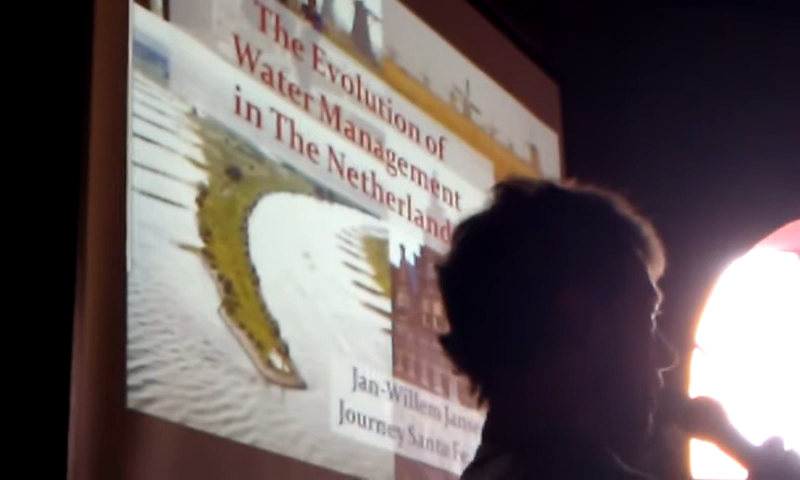 The Evolution of
Water Management
in The Netherland
Jan-Willem Janse
Journey Santa Fe